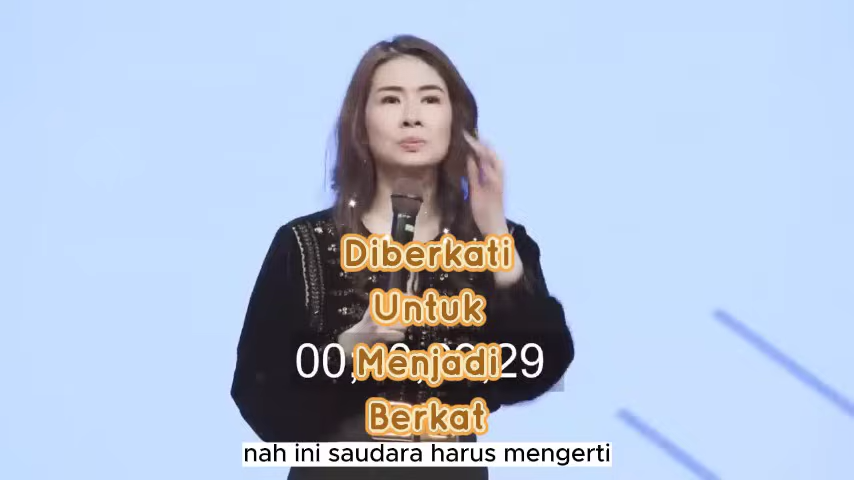 Diberkati
Untuk
Menjadi
Berkat
nah ini saudara harus mengerti